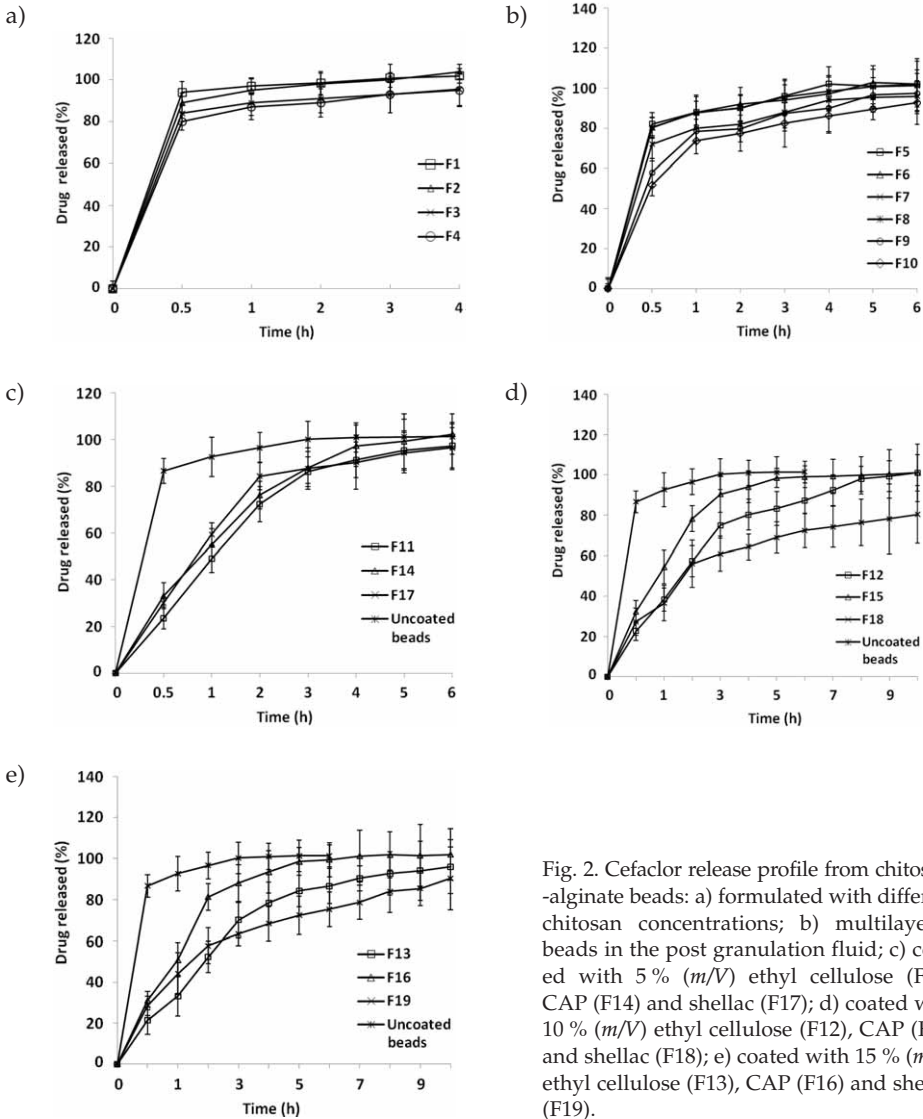 a)
120
100
80
60
40
20
0
Drug released (%)
F1
F2
F3
F4
0 0.5 1 2 3 4
Time (h)
b)
140
120
100
80
60
40
20
0
Drug released (%)
F5
F6
F7
F8
F9
F10
0 0.5 1 2 3 4 5 6
Time (h)
c)
120
100
80
60
40
20
0
Drug released (%)
F11
F14
F17
Uncoated
beads
0 0.5 1 2 3 4 5 6
Time (h)
d)
140
120
100
80
60
40
20
0
Drug released (%)
F12
F15
F18
Uncoated
beads
0 1 3 5 7 9
Time (h)
e)
140
120
100
80
60
40
20
0
Drug released (%)
F13
F16
F19
Uncoated beads
0 1 3 5 7 9
Time (h)
Fig. 2. Cefaclor release profile from chitos
-alginate beads: a) formulated with differ
chitosan concentrations; b) multilaye
beads in the post granulation fluid; c) co
ed with 5 % (m/V) ethyl cellulose (F
CAP (F14) and shellac (F17); d) coated w
10 % (m/V) ethyl cellulose (F12), CAP (F
and shellac (F18); e) coated with 15 % (m
ethyl cellulose (F13), CAP (F16) and she
(F19).